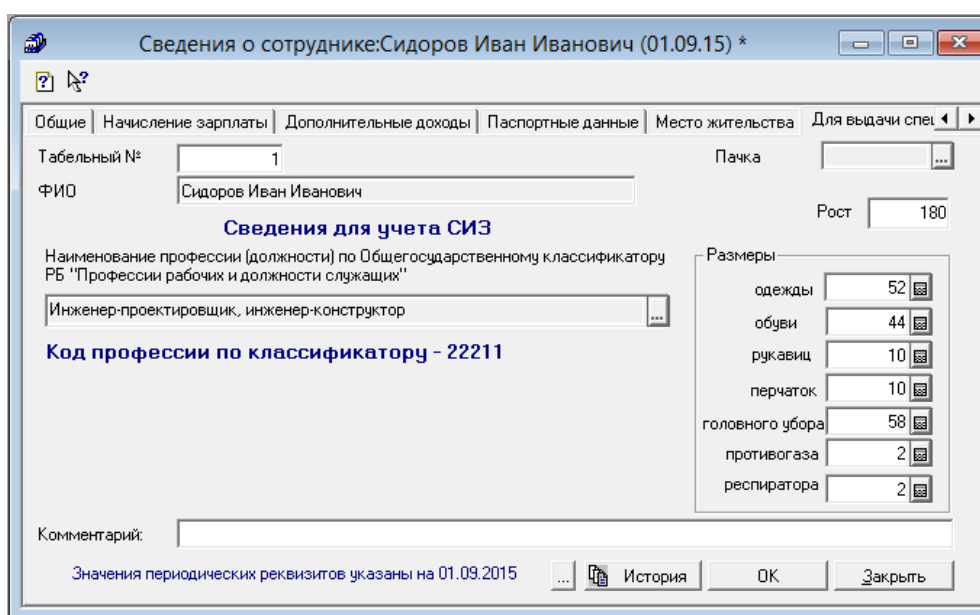 Сведения о сотруднике:Сидоров Иван Иванович (01.09.15) *
Общие Начисление зарплаты Дополнительные доходы Паспортные данные Место жительства Для выдачи спец
Табельный № 1 Пачка ...
ФИО Сидоров Иван Иванович
Рост 180
Сведения для учета СИЗ
Наименование профессии (должности) по Общегосударственному классификатору
РБ "Профессии рабочих и должности служащих"
Инженер-проектировщик, инженер-конструктор ...
Код профессии по классификатору - 22211
Размеры
одежды 52
обуви 44
рукавиц 10
перчаток 10
головного убора 58
противогаза 2
респиратора 2
Комментарий:
Значения периодических реквизитов указаны на 01.09.2015 ... История OK Закрыть